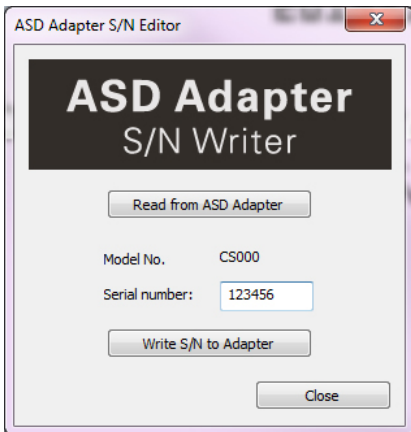 ASD Adapter S/N Editor
ASD Adapter
S/N Writer
Read from ASD Adapter
Model No. CS000
Serial number: 123456
Write S/N to Adapter
Close